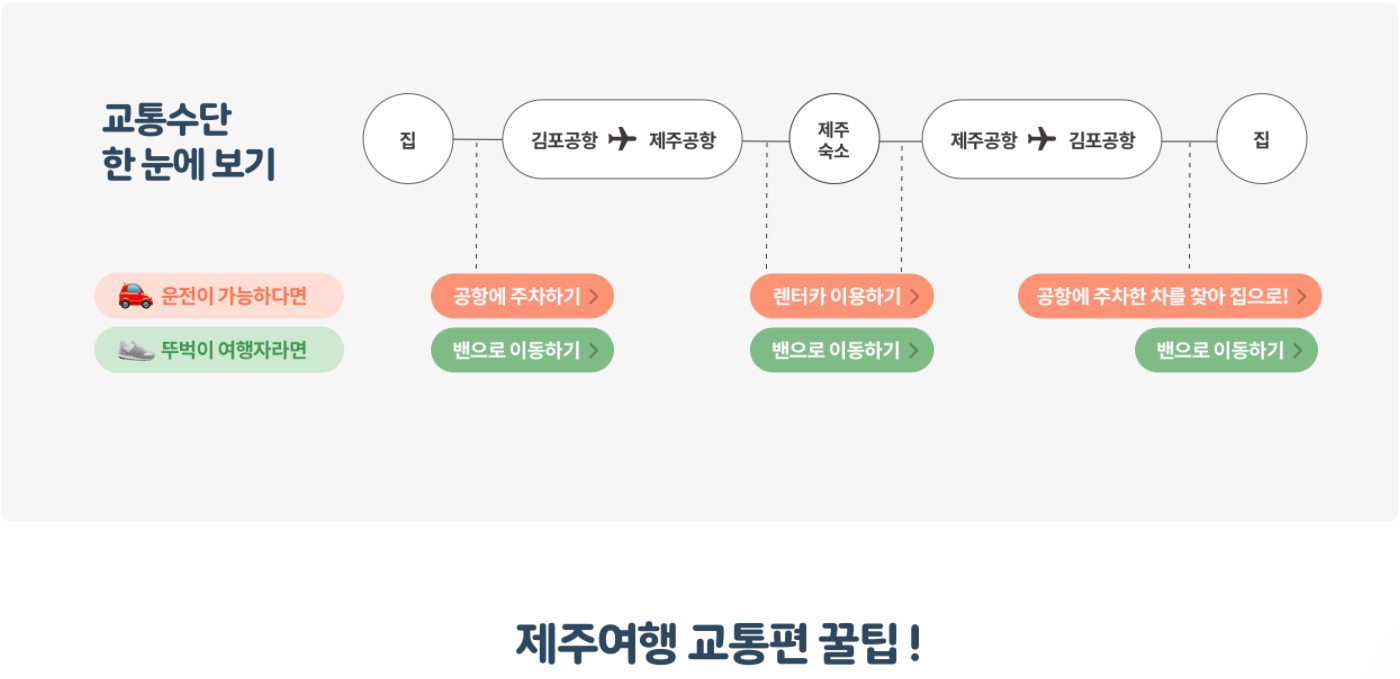 교통수단
한 눈에 보기
집
김포공항 제주공항
제주
숙소
제주공항 김포공항
집
운전이 가능하다면
공항에 주차하기
렌터카 이용하기
공항에 주차한 차를 찾아 집으로!
뚜벅이 여행자라면
밴으로 이동하기
밴으로 이동하기
밴으로 이동하기
제주여행 교통편 꿀팁 !